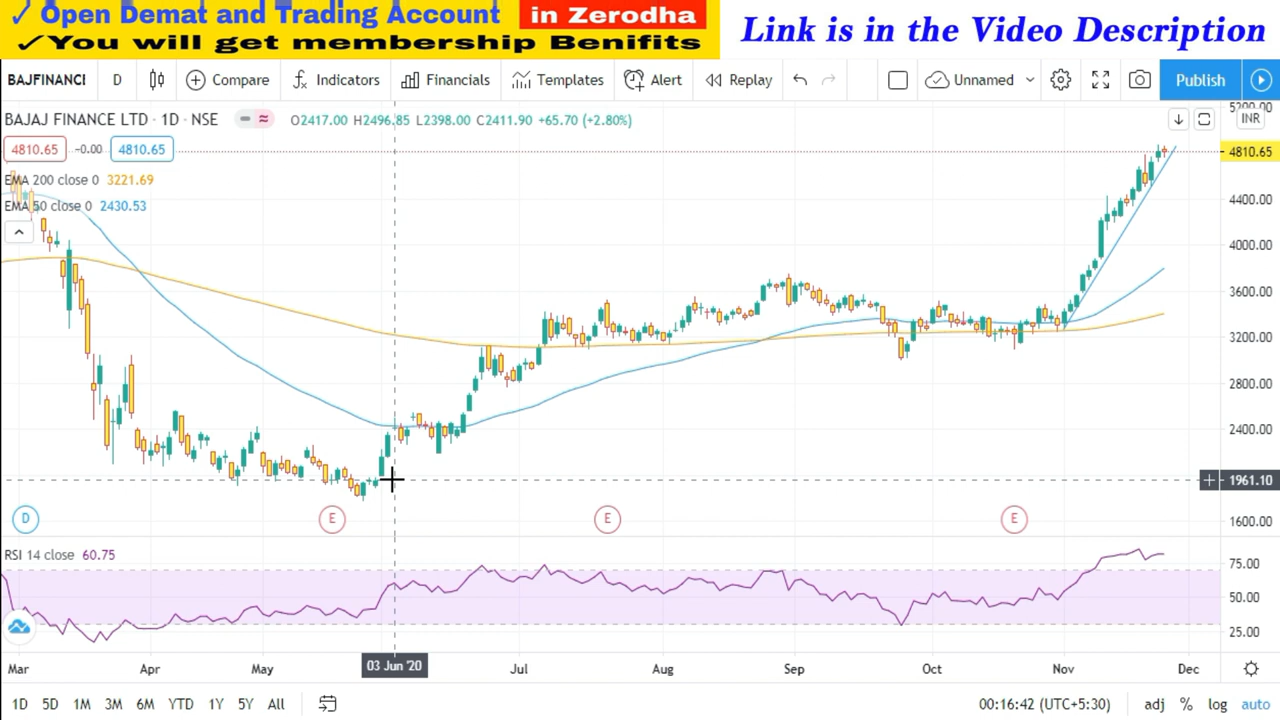 ✓ Open Demat and Trading Account in Zerodha
✓You will get membership Benifits
Link is in the Video Description
BAJFINANCI D Compare Indicators Financials Templates Alert Replay Unnamed Publish
BAJAJ FINANCE LTD · 1D · NSE O2417.00 H2496.85 L2398.00 C2411.90 +65.70 (+2.80%)
4810.65 −0.00 4810.65
EMA 200 close 0 3221.69
EMA 50 close 0 2430.53
5200.00
INR
4810.65
4400.00
4000.00
3600.00
3200.00
2800.00
2400.00
1961.10
1600.00
D E E E
RSI 14 close 60.75
75.00
50.00
25.00
Mar Apr May 03 Jun '20 Jul Aug Sep Oct Nov Dec
1D 5D 1M 3M 6M YTD 1Y 5Y All 00:16:42 (UTC+5:30) adj % log auto